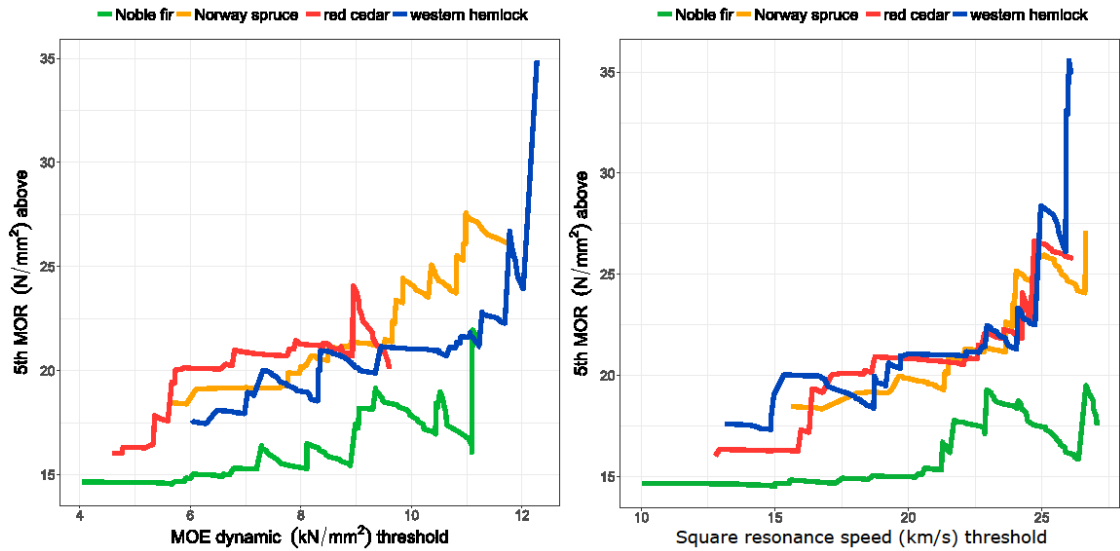 Noble fir Norway spruce red cedar western hemlock
5th MOR (N/mm²) above
35
30
25
20
15
4 6 8 10 12
MOE dynamic (kN/mm²) threshold
Noble fir Norway spruce red cedar western hemlock
5th MOR (N/mm²) above
35
30
25
20
15
10 15 20 25
Square resonance speed (km/s) threshold